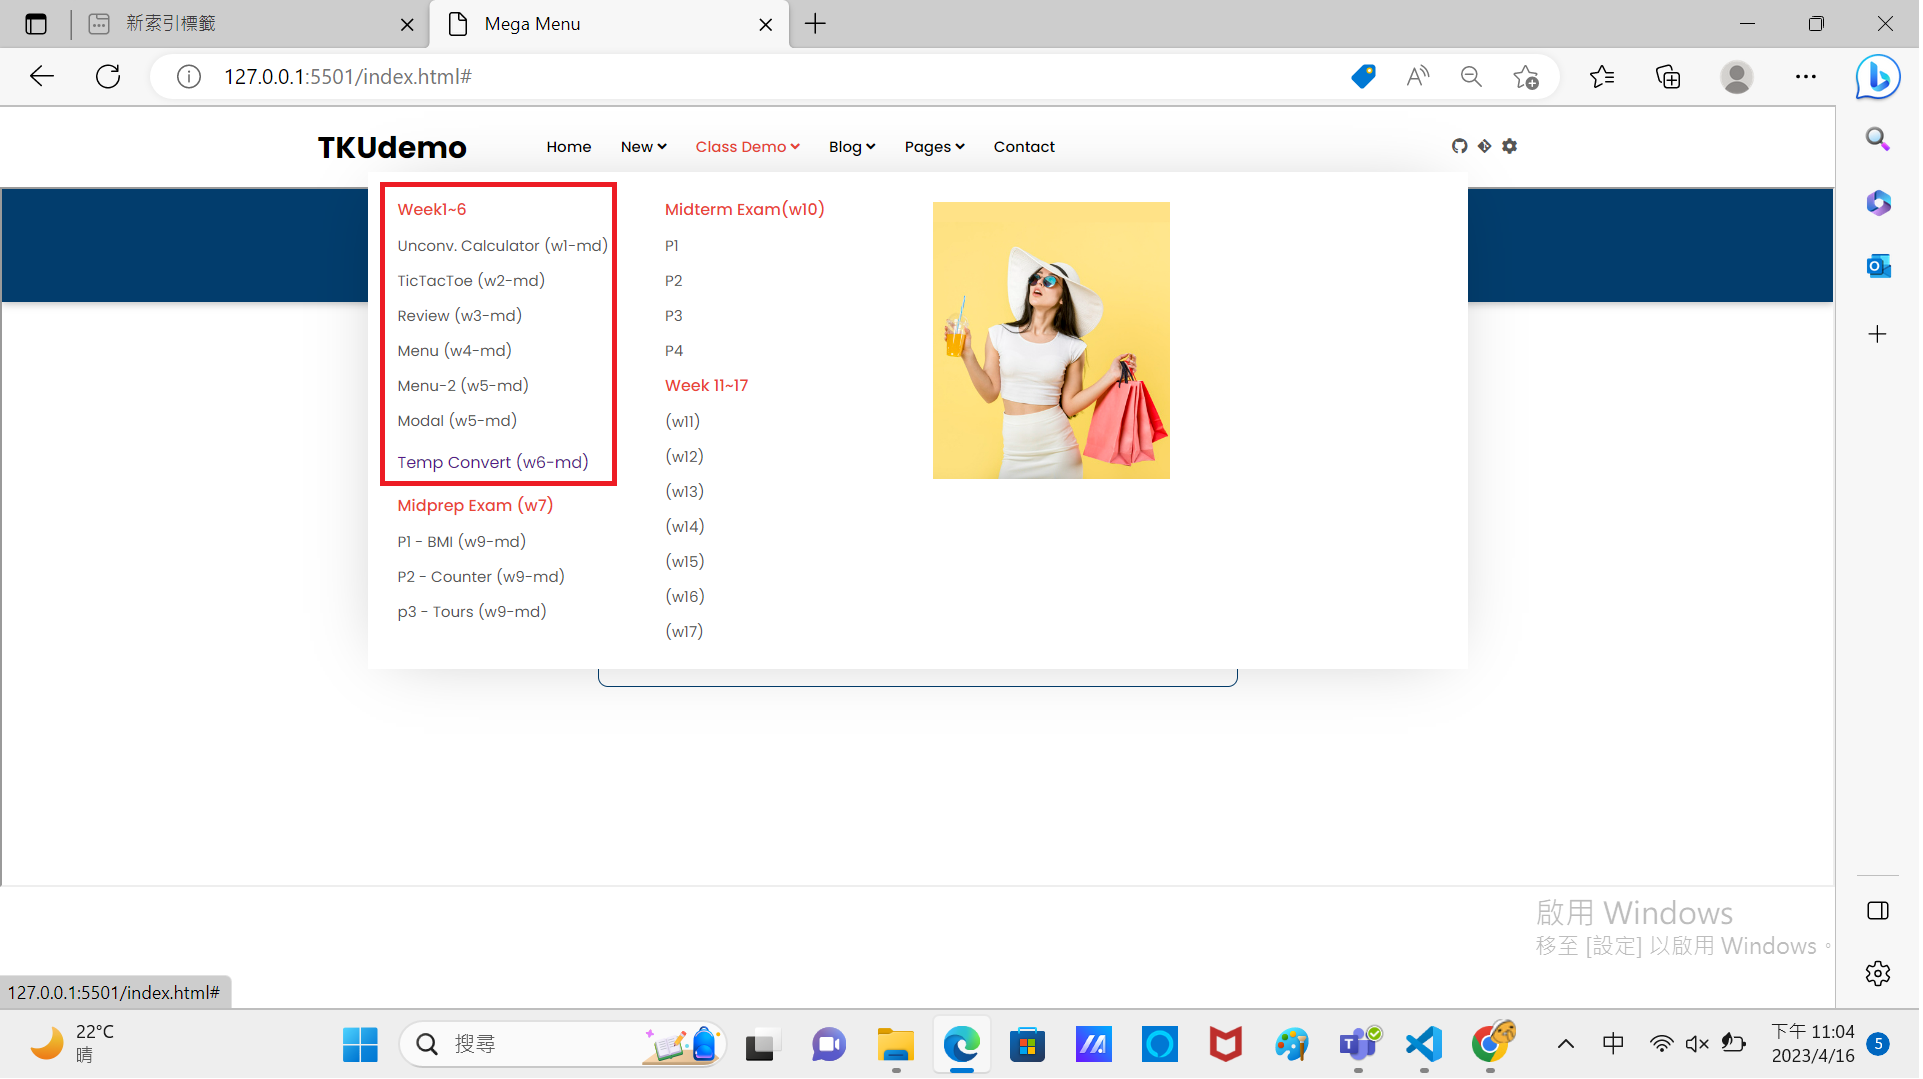 新索引標籤
Mega Menu
127.0.0.1:5501/index.html#
TKUdemo
Home New Class Demo Blog Pages Contact
Week1~6
Unconv. Calculator (w1-md)
TicTacToe (w2-md)
Review (w3-md)
Menu (w4-md)
Menu-2 (w5-md)
Modal (w5-md)
Temp Convert (w6-md)
Midprep Exam (w7)
P1 - BMI (w9-md)
P2 - Counter (w9-md)
p3 - Tours (w9-md)
Midterm Exam(w10)
P1
P2
P3
P4
Week 11~17
(w11)
(w12)
(w13)
(w14)
(w15)
(w16)
(w17)
啟用 Windows
移至 [設定] 以啟用 Windows。
127.0.0.1:5501/index.html#
22°C
晴
搜尋
中
下午 11:04
2023/4/16
5